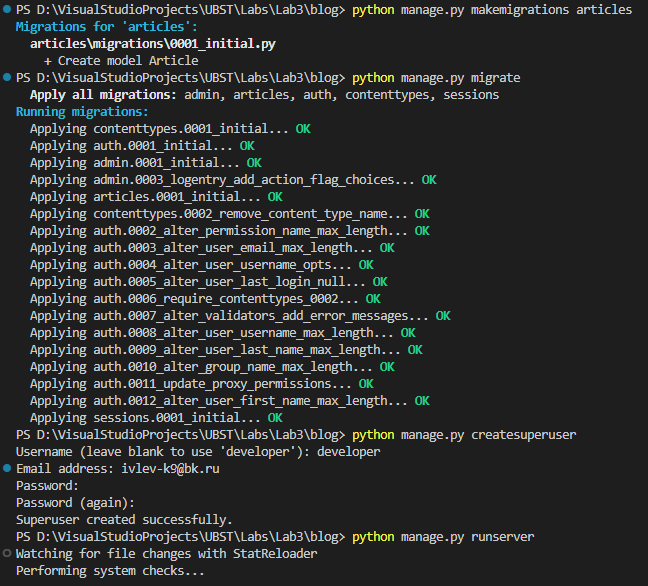 PS D:\VisualStudioProjects\UBST\Labs\Lab3\blog> python manage.py makemigrations articles
Migrations for 'articles':
articles\migrations\0001_initial.py
+ Create model Article
PS D:\VisualStudioProjects\UBST\Labs\Lab3\blog> python manage.py migrate
Apply all migrations: admin, articles, auth, contenttypes, sessions
Running migrations:
Applying contenttypes.0001_initial... OK
Applying auth.0001_initial... OK
Applying admin.0001_initial... OK
Applying admin.0003_logentry_add_action_flag_choices... OK
Applying articles.0001_initial... OK
Applying contenttypes.0002_remove_content_type_name... OK
Applying auth.0002_alter_permission_name_max_length... OK
Applying auth.0003_alter_user_email_max_length... OK
Applying auth.0004_alter_user_username_opts... OK
Applying auth.0005_alter_user_last_login_null... OK
Applying auth.0006_require_contenttypes_0002... OK
Applying auth.0007_alter_validators_add_error_messages... OK
Applying auth.0008_alter_user_username_max_length... OK
Applying auth.0009_alter_user_last_name_max_length... OK
Applying auth.0010_alter_group_name_max_length... OK
Applying auth.0011_update_proxy_permissions... OK
Applying auth.0012_alter_user_first_name_max_length... OK
Applying sessions.0001_initial... OK
PS D:\VisualStudioProjects\UBST\Labs\Lab3\blog> python manage.py createsuperuser
Username (leave blank to use 'developer'): developer
Email address: ivlev-k9@bk.ru
Password:
Password (again):
Superuser created successfully.
PS D:\VisualStudioProjects\UBST\Labs\Lab3\blog> python manage.py runserver
Watching for file changes with StatReloader
Performing system checks...